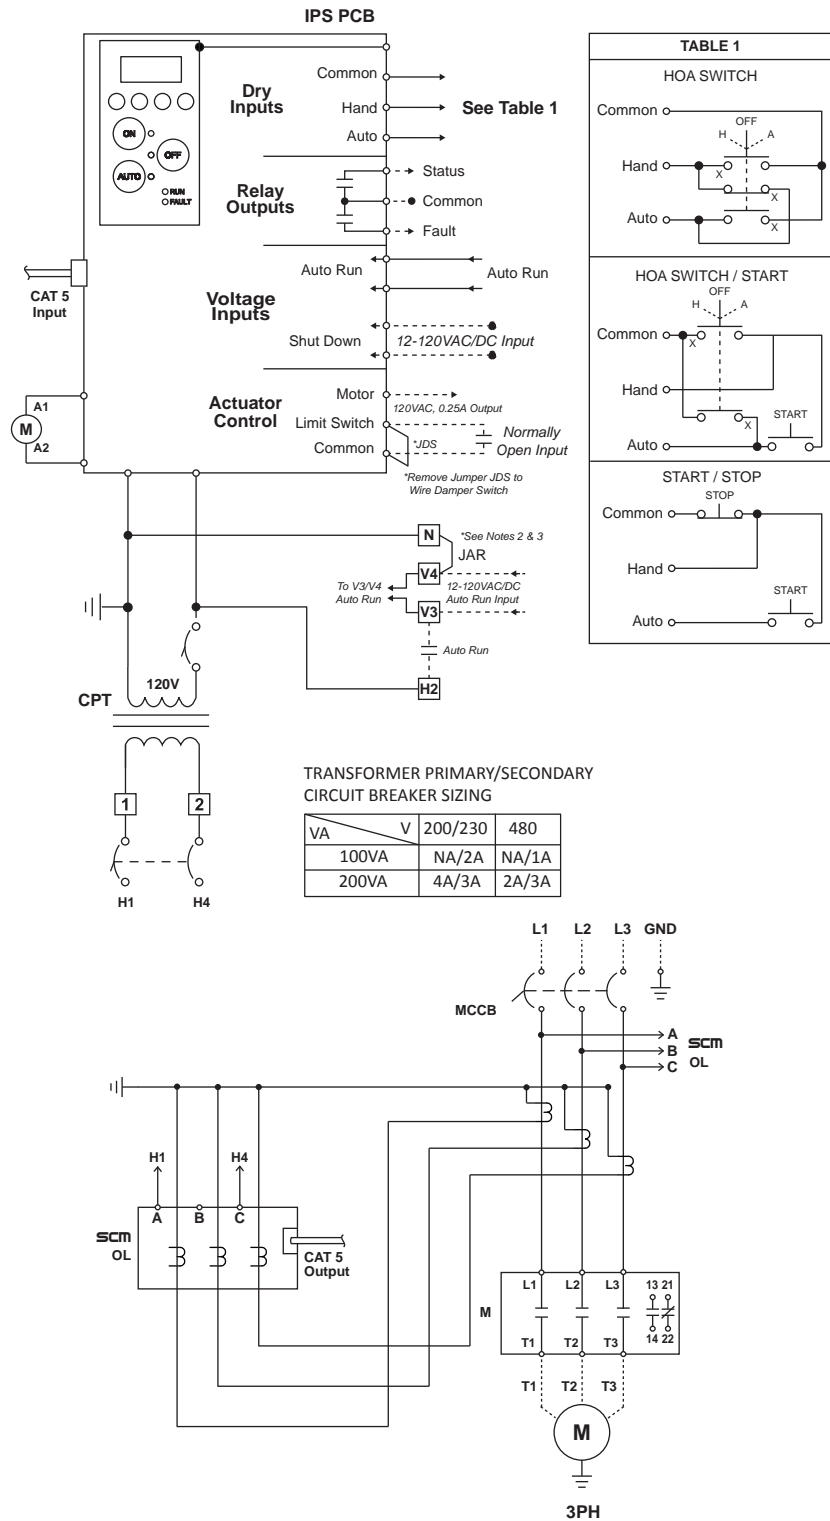 IPS PCB
Dry
Inputs
Common
Hand
Auto
See Table 1
ON
OFF
AUTO
RUN
FAULT
Relay
Outputs
Status
Common
Fault
CAT 5
Input
Voltage
Inputs
Auto Run
Auto Run
Shut Down
12-120VAC/DC Input
Actuator
Control
Motor
120VAC, 0.25A Output
Limit Switch
Common
*JDS
Normally
Open Input
*Remove Jumper JDS to
Wire Damper Switch
A1
M
A2
TABLE 1
HOA SWITCH
Common
OFF
H A
Hand
X
X
Auto
X
HOA SWITCH / START
OFF
H A
Common
X
Hand
X
START
Auto
START / STOP
STOP
Common
Hand
START
Auto
N
*See Notes 2 & 3
JAR
V4
To V3/V4
Auto Run
12-120VAC/DC
Auto Run Input
V3
Auto Run
H2
120V
CPT
1
2
H1
H4
TRANSFORMER PRIMARY/SECONDARY
CIRCUIT BREAKER SIZING
VA V 200/230 480
100VA NA/2A NA/1A
200VA 4A/3A 2A/3A
L1 L2 L3 GND
MCCB
A
B
C
SCM
OL
H1
H4
A B C
SCM
OL
CAT 5
Output
L1 L2 L3 13 21
M
T1 T2 T3 14 22
T1 T2 T3
M
3PH